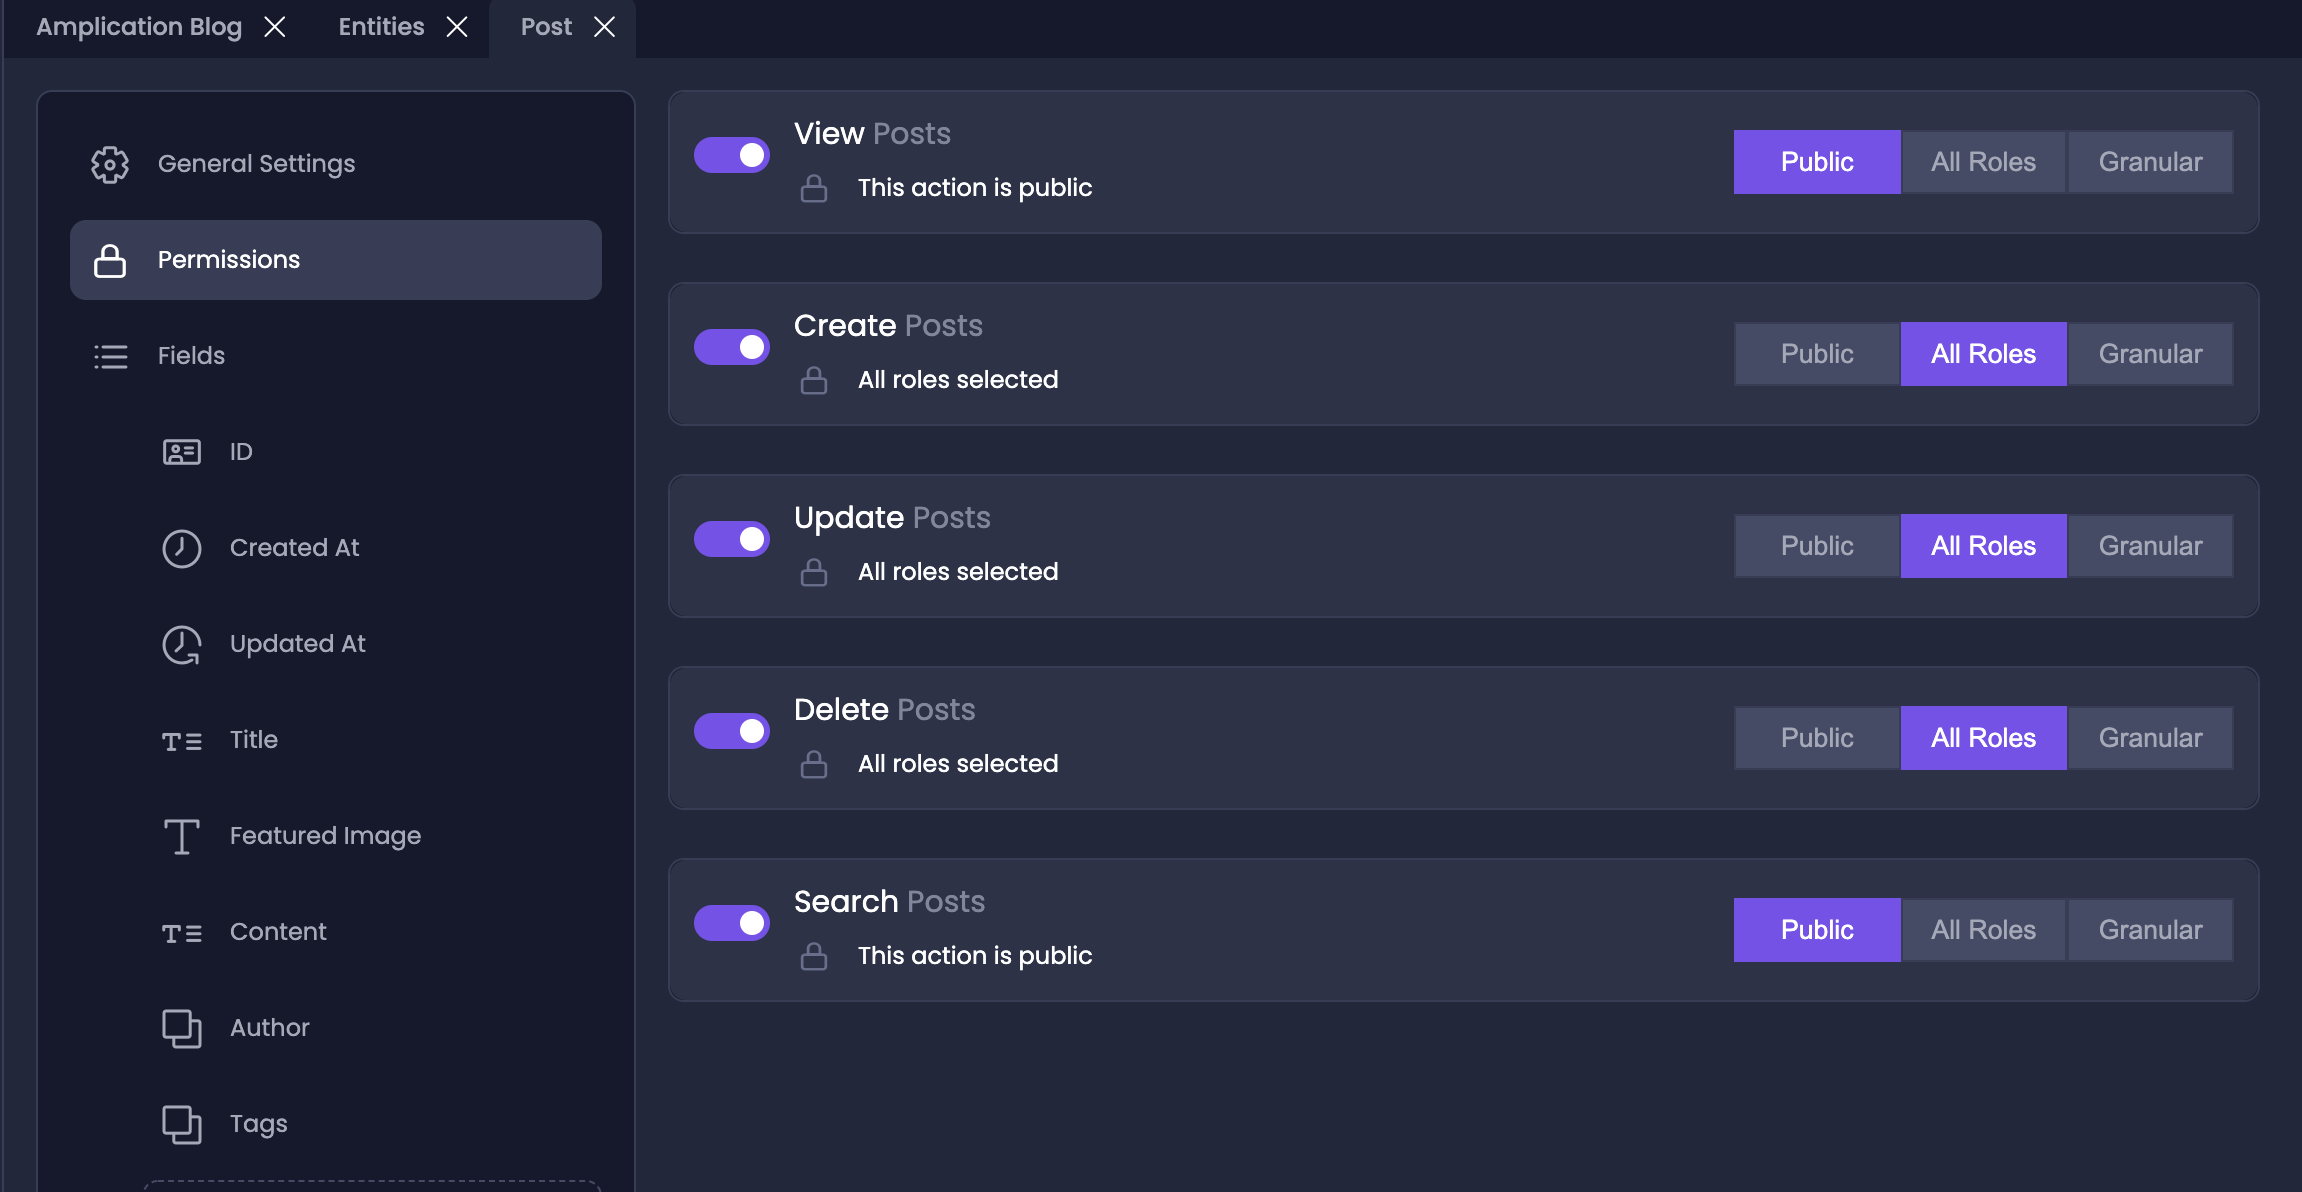 Amplication Blog
Entities
Post
General Settings
Permissions
Fields
ID
Created At
Updated At
Title
Featured Image
Content
Author
Tags
View Posts
This action is public
Public All Roles Granular
Create Posts
All roles selected
Public All Roles Granular
Update Posts
All roles selected
Public All Roles Granular
Delete Posts
All roles selected
Public All Roles Granular
Search Posts
This action is public
Public All Roles Granular